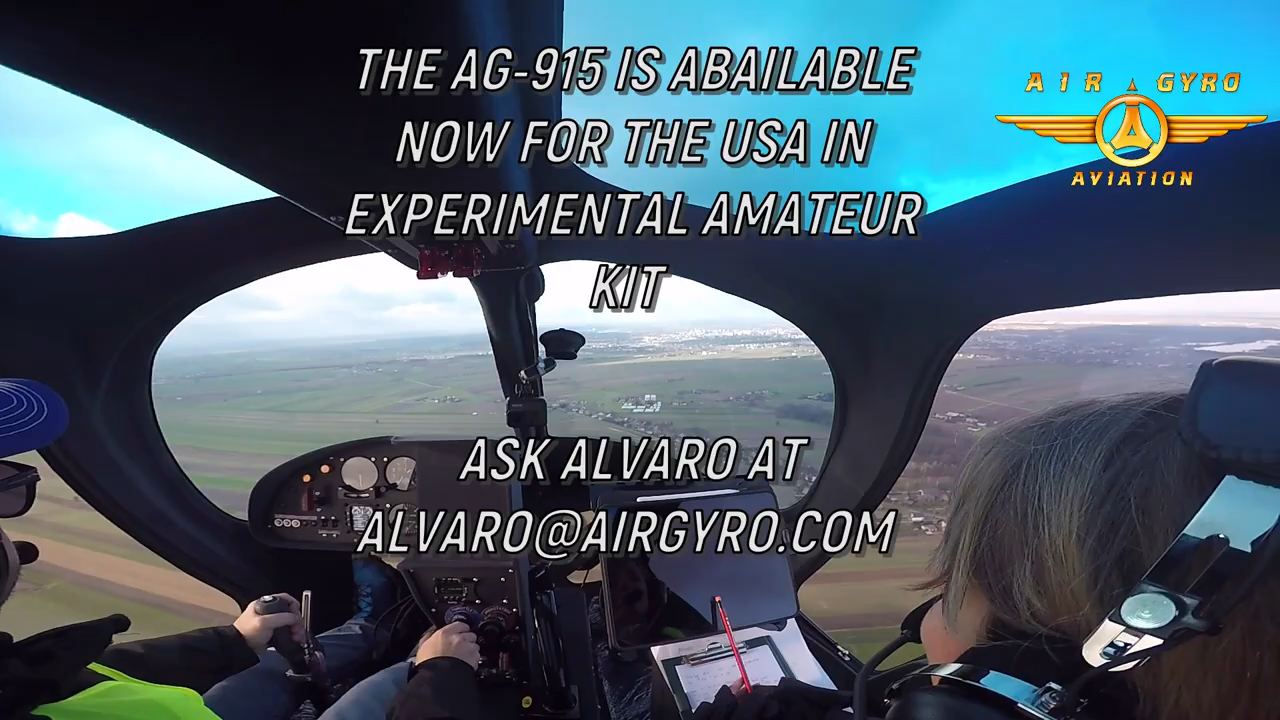 THE AG-915 IS ABAILABLE
NOW FOR THE USA IN
EXPERIMENTAL AMATEUR
KIT
AIR GYRO
AVIATION
ASK ALVARO AT
ALVARO@AIRGYRO.COM